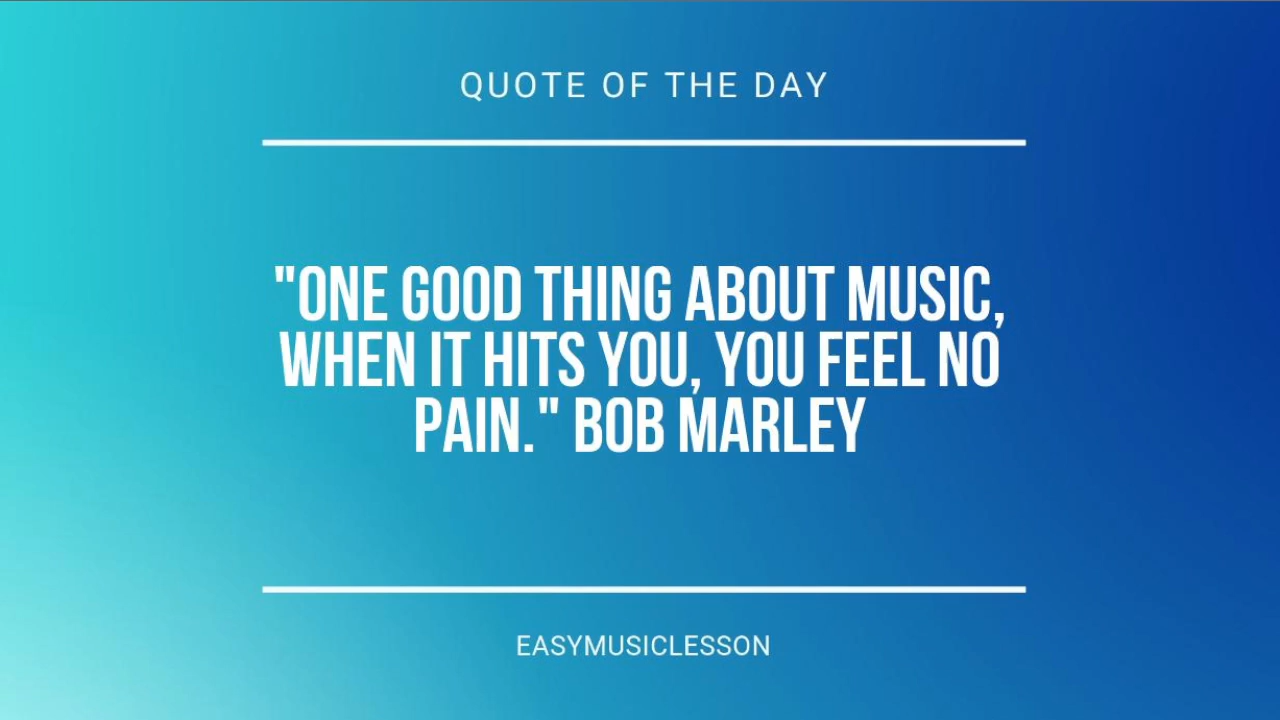 QUOTE OF THE DAY
"ONE GOOD THING ABOUT MUSIC,
WHEN IT HITS YOU, YOU FEEL NO
PAIN." BOB MARLEY
EASYMUSICLESSON